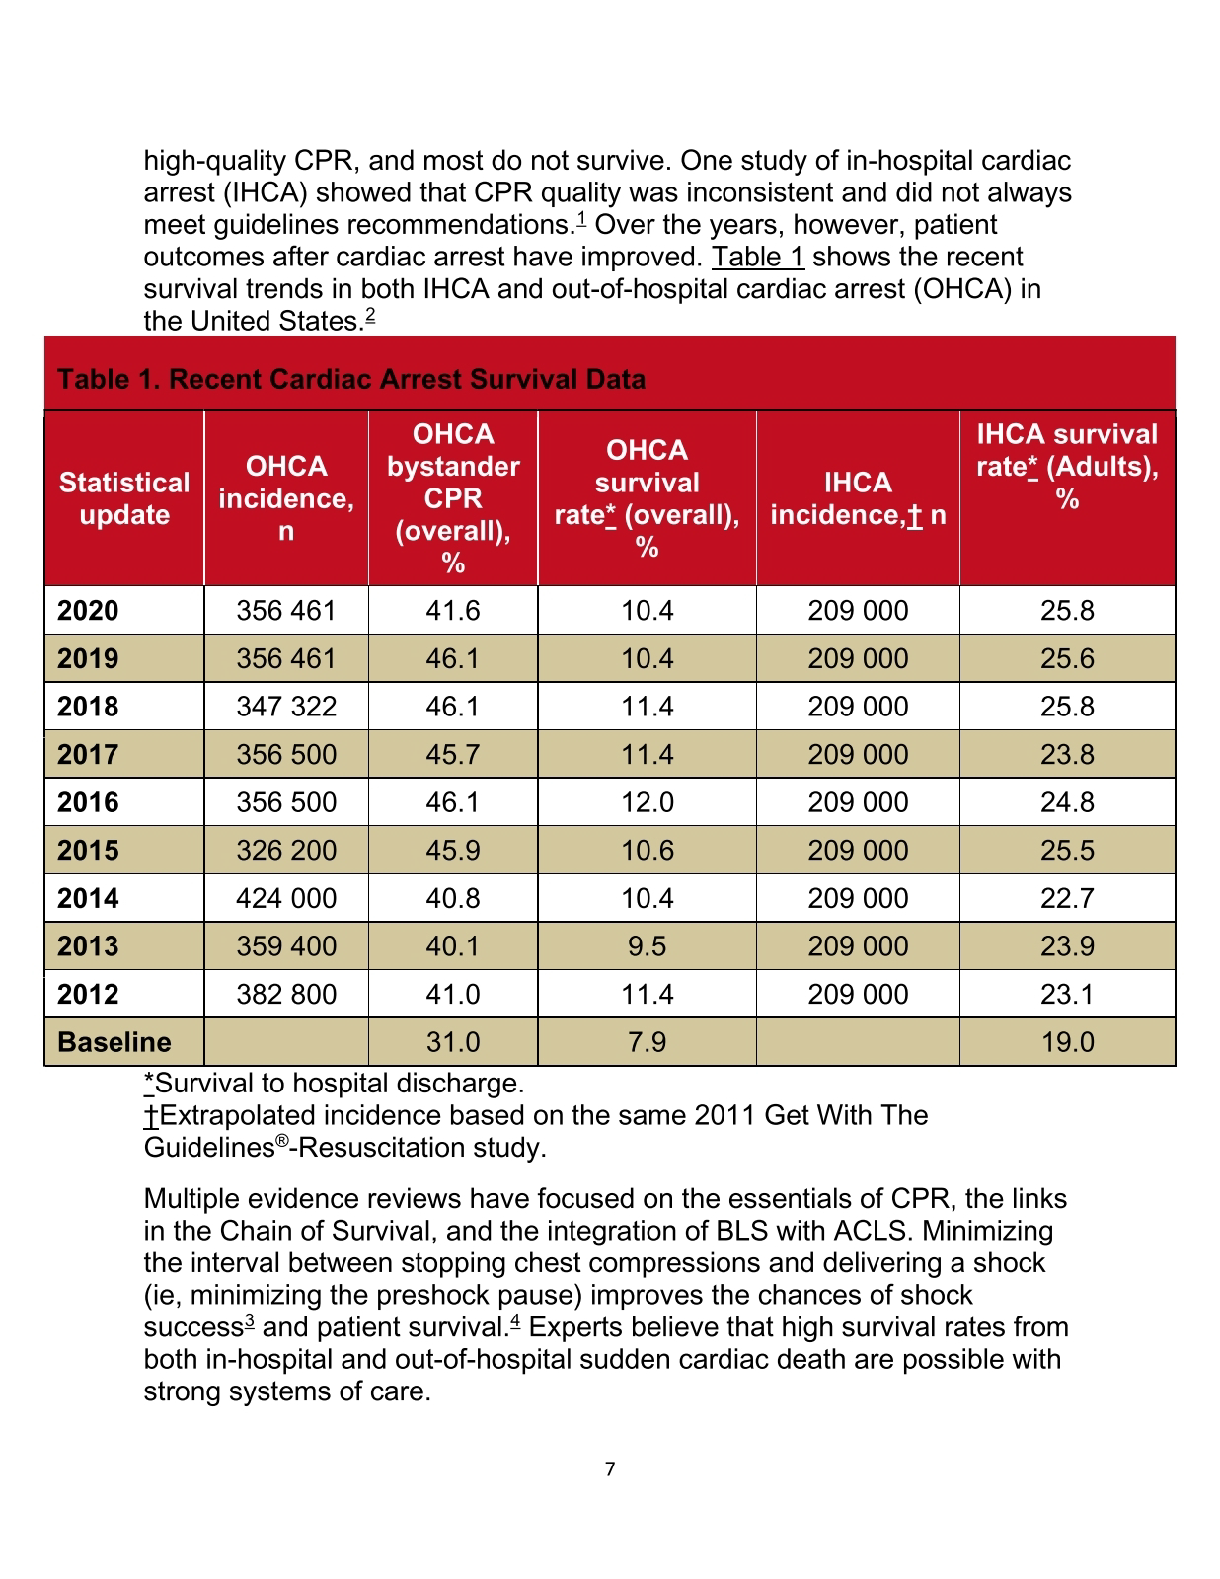 high-quality CPR, and most do not survive. One study of in-hospital cardiac
arrest (IHCA) showed that CPR quality was inconsistent and did not always
meet guidelines recommendations.1 Over the years, however, patient
outcomes after cardiac arrest have improved. Table 1 shows the recent
survival trends in both IHCA and out-of-hospital cardiac arrest (OHCA) in
the United States.2
Table 1. Recent Cardiac Arrest Survival Data
Statistical update | OHCA incidence, n | OHCA bystander CPR (overall), % | OHCA survival rate* (overall), % | IHCA incidence,† n | IHCA survival rate* (Adults), %
2020 356 461 41.6 10.4 209 000 25.8
2019 356 461 46.1 10.4 209 000 25.6
2018 347 322 46.1 11.4 209 000 25.8
2017 356 500 45.7 11.4 209 000 23.8
2016 356 500 46.1 12.0 209 000 24.8
2015 326 200 45.9 10.6 209 000 25.5
2014 424 000 40.8 10.4 209 000 22.7
2013 359 400 40.1 9.5 209 000 23.9
2012 382 800 41.0 11.4 209 000 23.1
Baseline 31.0 7.9 19.0
*Survival to hospital discharge.
†Extrapolated incidence based on the same 2011 Get With The
Guidelines®-Resuscitation study.
Multiple evidence reviews have focused on the essentials of CPR, the links
in the Chain of Survival, and the integration of BLS with ACLS. Minimizing
the interval between stopping chest compressions and delivering a shock
(ie, minimizing the preshock pause) improves the chances of shock
success3 and patient survival.4 Experts believe that high survival rates from
both in-hospital and out-of-hospital sudden cardiac death are possible with
strong systems of care.
7